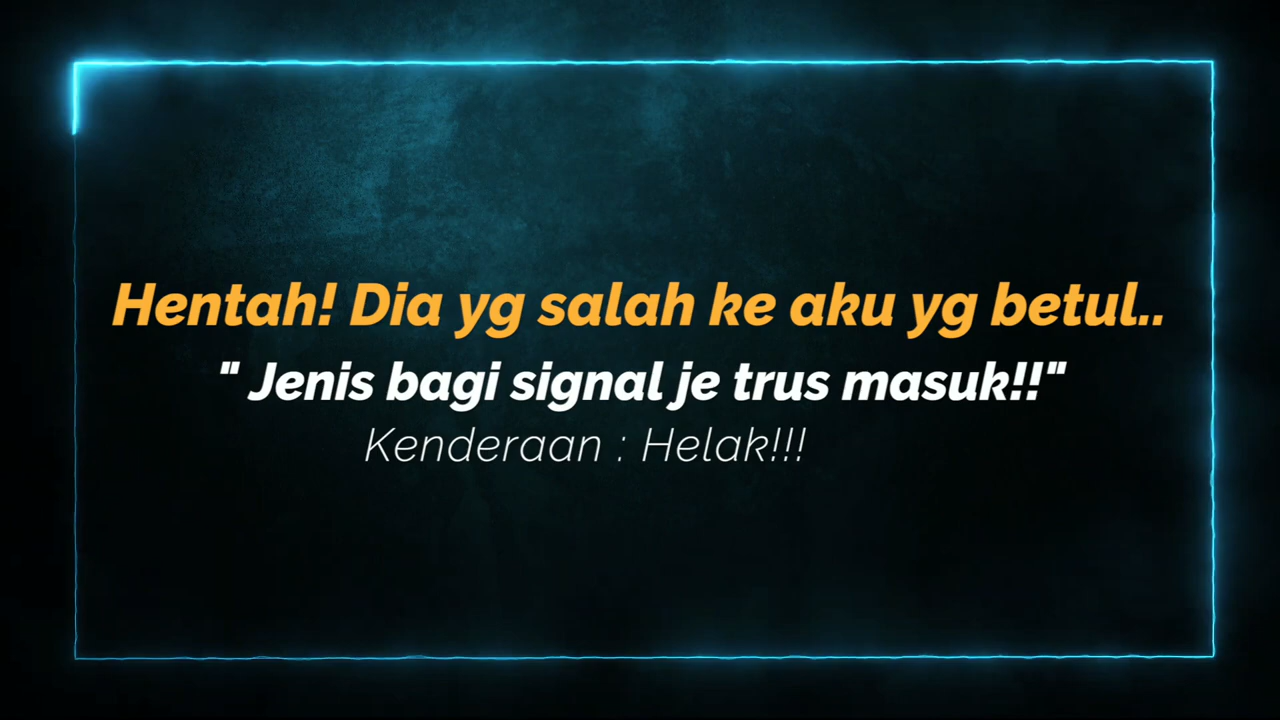 Hentah! Dia yg salah ke aku yg betul..
" Jenis bagi signal je trus masuk!!"
Kenderaan : Helak!!!